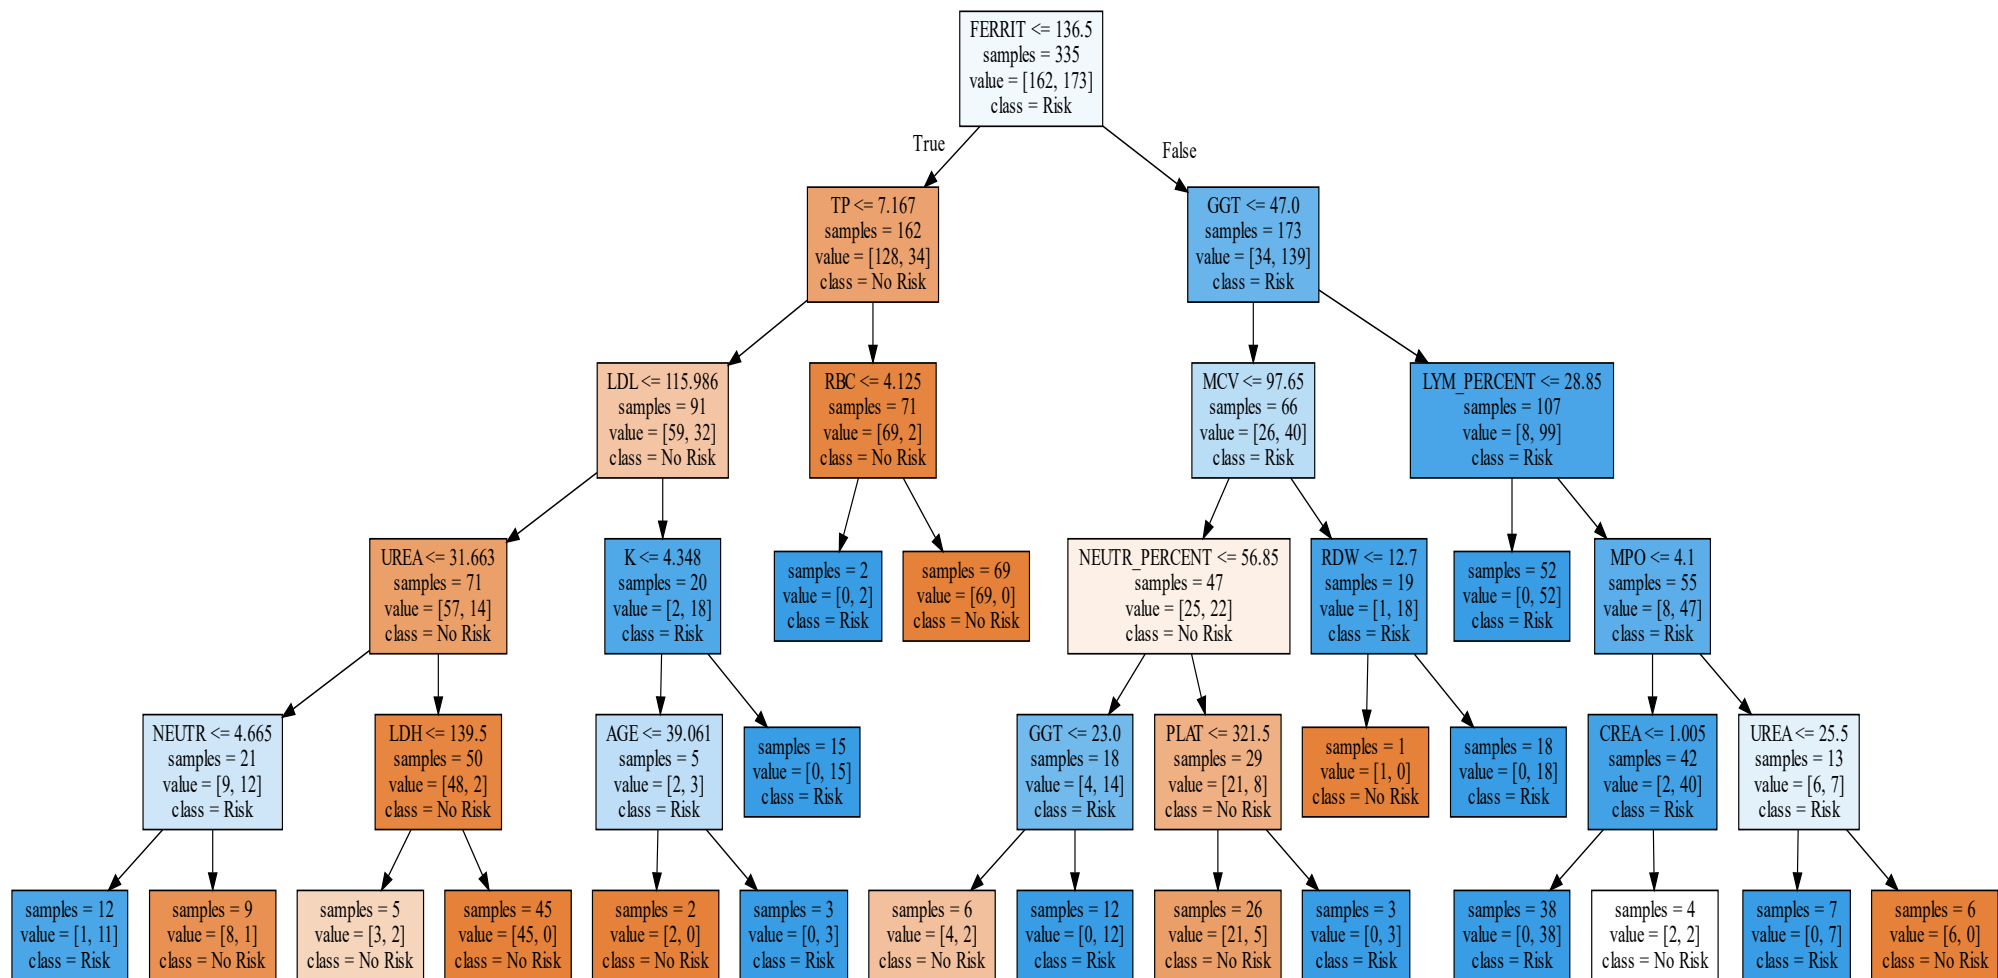 FERRIT <= 136.5
samples = 335
value = [162, 173]
class = Risk
True
False
TP <= 7.167
samples = 162
value = [128, 34]
class = No Risk
GGT <= 47.0
samples = 173
value = [34, 139]
class = Risk
LDL <= 115.986
samples = 91
value = [59, 32]
class = No Risk
RBC <= 4.125
samples = 71
value = [69, 2]
class = No Risk
MCV <= 97.65
samples = 66
value = [26, 40]
class = Risk
LYM_PERCENT <= 28.85
samples = 107
value = [8, 99]
class = Risk
UREA <= 31.663
samples = 71
value = [57, 14]
class = No Risk
K <= 4.348
samples = 20
value = [2, 18]
class = Risk
samples = 2
value = [0, 2]
class = Risk
samples = 69
value = [69, 0]
class = No Risk
NEUTR_PERCENT <= 56.85
samples = 47
value = [25, 22]
class = No Risk
RDW <= 12.7
samples = 19
value = [1, 18]
class = Risk
samples = 52
value = [0, 52]
class = Risk
MPO <= 4.1
samples = 55
value = [8, 47]
class = Risk
NEUTR <= 4.665
samples = 21
value = [9, 12]
class = Risk
LDH <= 139.5
samples = 50
value = [48, 2]
class = No Risk
AGE <= 39.061
samples = 5
value = [2, 3]
class = Risk
samples = 15
value = [0, 15]
class = Risk
GGT <= 23.0
samples = 18
value = [4, 14]
class = Risk
PLAT <= 321.5
samples = 29
value = [21, 8]
class = No Risk
samples = 1
value = [1, 0]
class = No Risk
samples = 18
value = [0, 18]
class = Risk
CREA <= 1.005
samples = 42
value = [2, 40]
class = Risk
UREA <= 25.5
samples = 13
value = [6, 7]
class = Risk
samples = 12
value = [1, 11]
class = Risk
samples = 9
value = [8, 1]
class = No Risk
samples = 5
value = [3, 2]
class = No Risk
samples = 45
value = [45, 0]
class = No Risk
samples = 2
value = [2, 0]
class = No Risk
samples = 3
value = [0, 3]
class = Risk
samples = 6
value = [4, 2]
class = No Risk
samples = 12
value = [0, 12]
class = Risk
samples = 26
value = [21, 5]
class = No Risk
samples = 3
value = [0, 3]
class = Risk
samples = 38
value = [0, 38]
class = Risk
samples = 4
value = [2, 2]
class = No Risk
samples = 7
value = [0, 7]
class = Risk
samples = 6
value = [6, 0]
class = No Risk